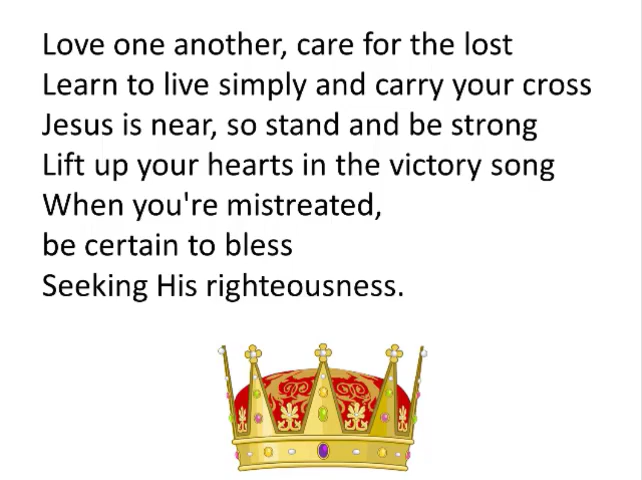 Love one another, care for the lost
Learn to live simply and carry your cross
Jesus is near, so stand and be strong
Lift up your hearts in the victory song
When you're mistreated,
be certain to bless
Seeking His righteousness.